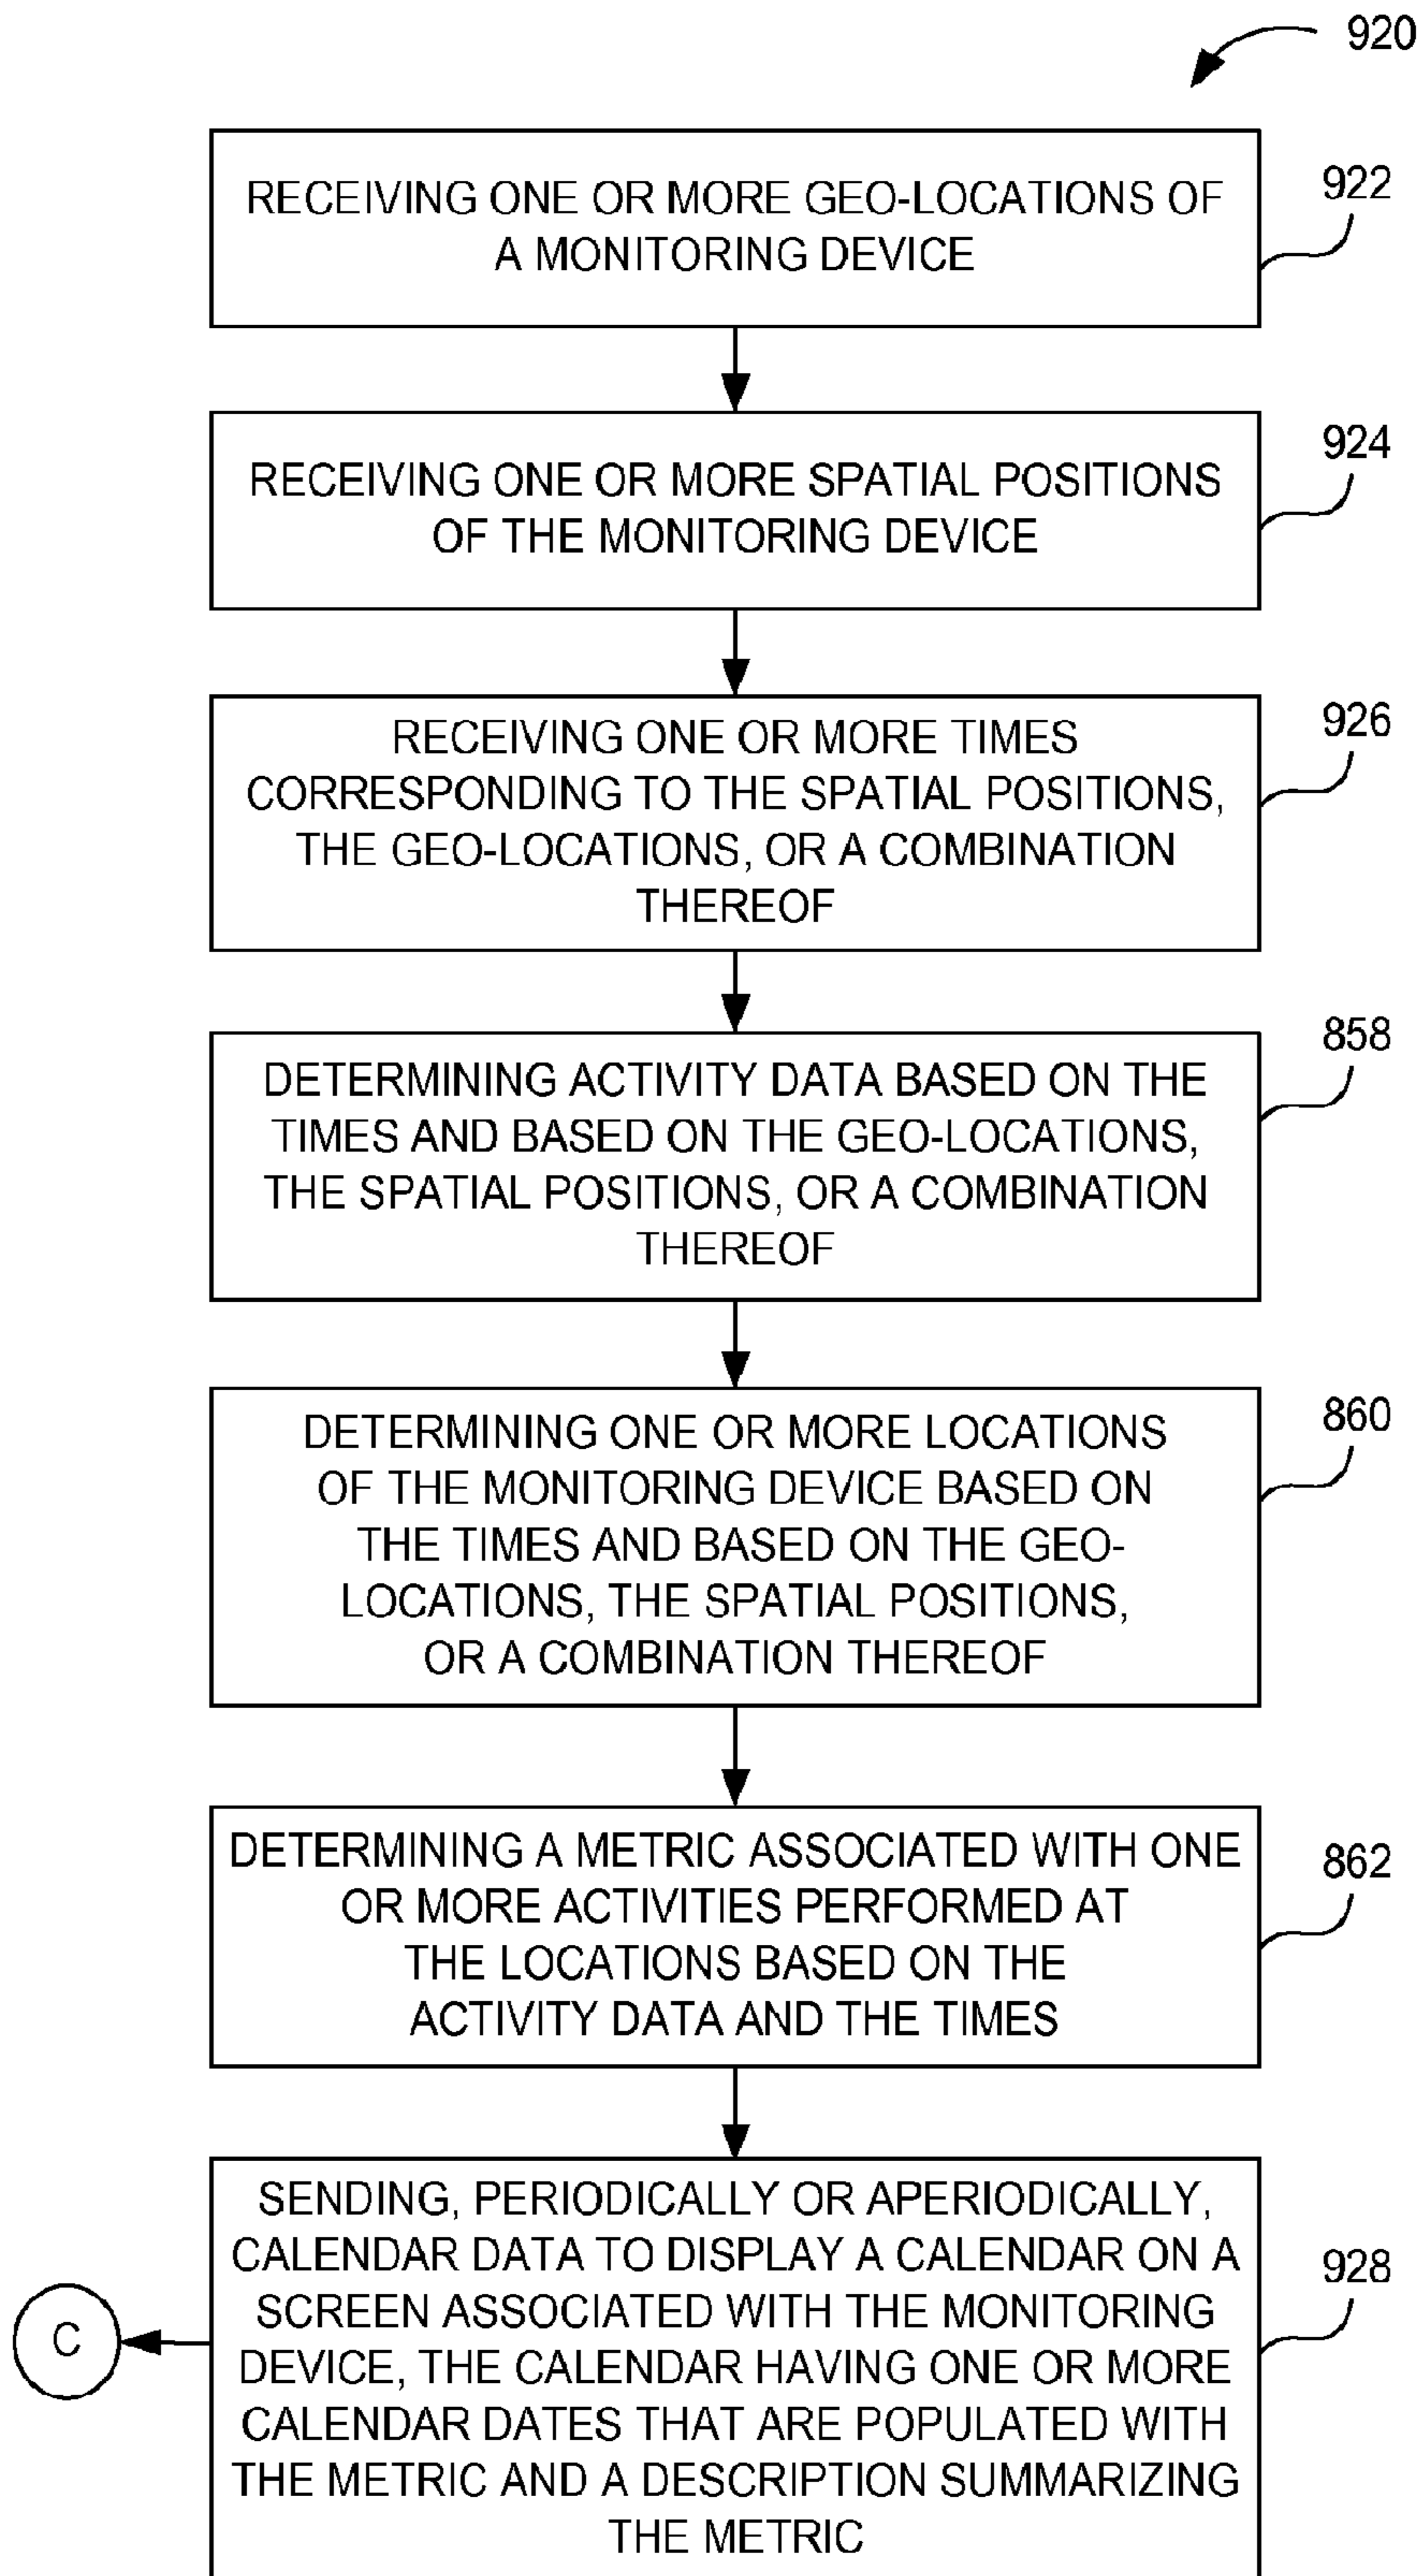 920
RECEIVING ONE OR MORE GEO-LOCATIONS OF
A MONITORING DEVICE
922
RECEIVING ONE OR MORE SPATIAL POSITIONS
OF THE MONITORING DEVICE
924
RECEIVING ONE OR MORE TIMES
CORRESPONDING TO THE SPATIAL POSITIONS,
THE GEO-LOCATIONS, OR A COMBINATION
THEREOF
926
DETERMINING ACTIVITY DATA BASED ON THE
TIMES AND BASED ON THE GEO-LOCATIONS,
THE SPATIAL POSITIONS, OR A COMBINATION
THEREOF
858
DETERMINING ONE OR MORE LOCATIONS
OF THE MONITORING DEVICE BASED ON
THE TIMES AND BASED ON THE GEO-
LOCATIONS, THE SPATIAL POSITIONS,
OR A COMBINATION THEREOF
860
DETERMINING A METRIC ASSOCIATED WITH ONE
OR MORE ACTIVITIES PERFORMED AT
THE LOCATIONS BASED ON THE
ACTIVITY DATA AND THE TIMES
862
SENDING, PERIODICALLY OR APERIODICALLY,
CALENDAR DATA TO DISPLAY A CALENDAR ON A
SCREEN ASSOCIATED WITH THE MONITORING
DEVICE, THE CALENDAR HAVING ONE OR MORE
CALENDAR DATES THAT ARE POPULATED WITH
THE METRIC AND A DESCRIPTION SUMMARIZING
THE METRIC
928
C